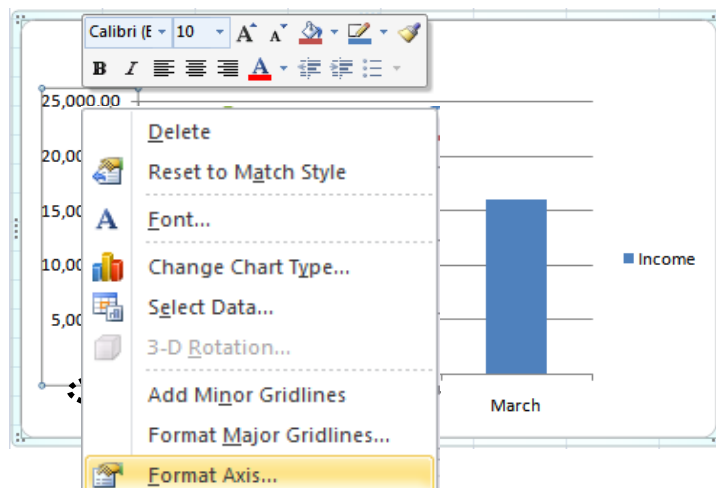 Calibri (E 10 A A
B I A
25,000.00
20,00
15,00
10,00
5,00
Delete
Reset to Match Style
A Font...
Change Chart Type...
Select Data...
3-D Rotation...
Add Minor Gridlines
Format Major Gridlines...
Format Axis...
Income
March